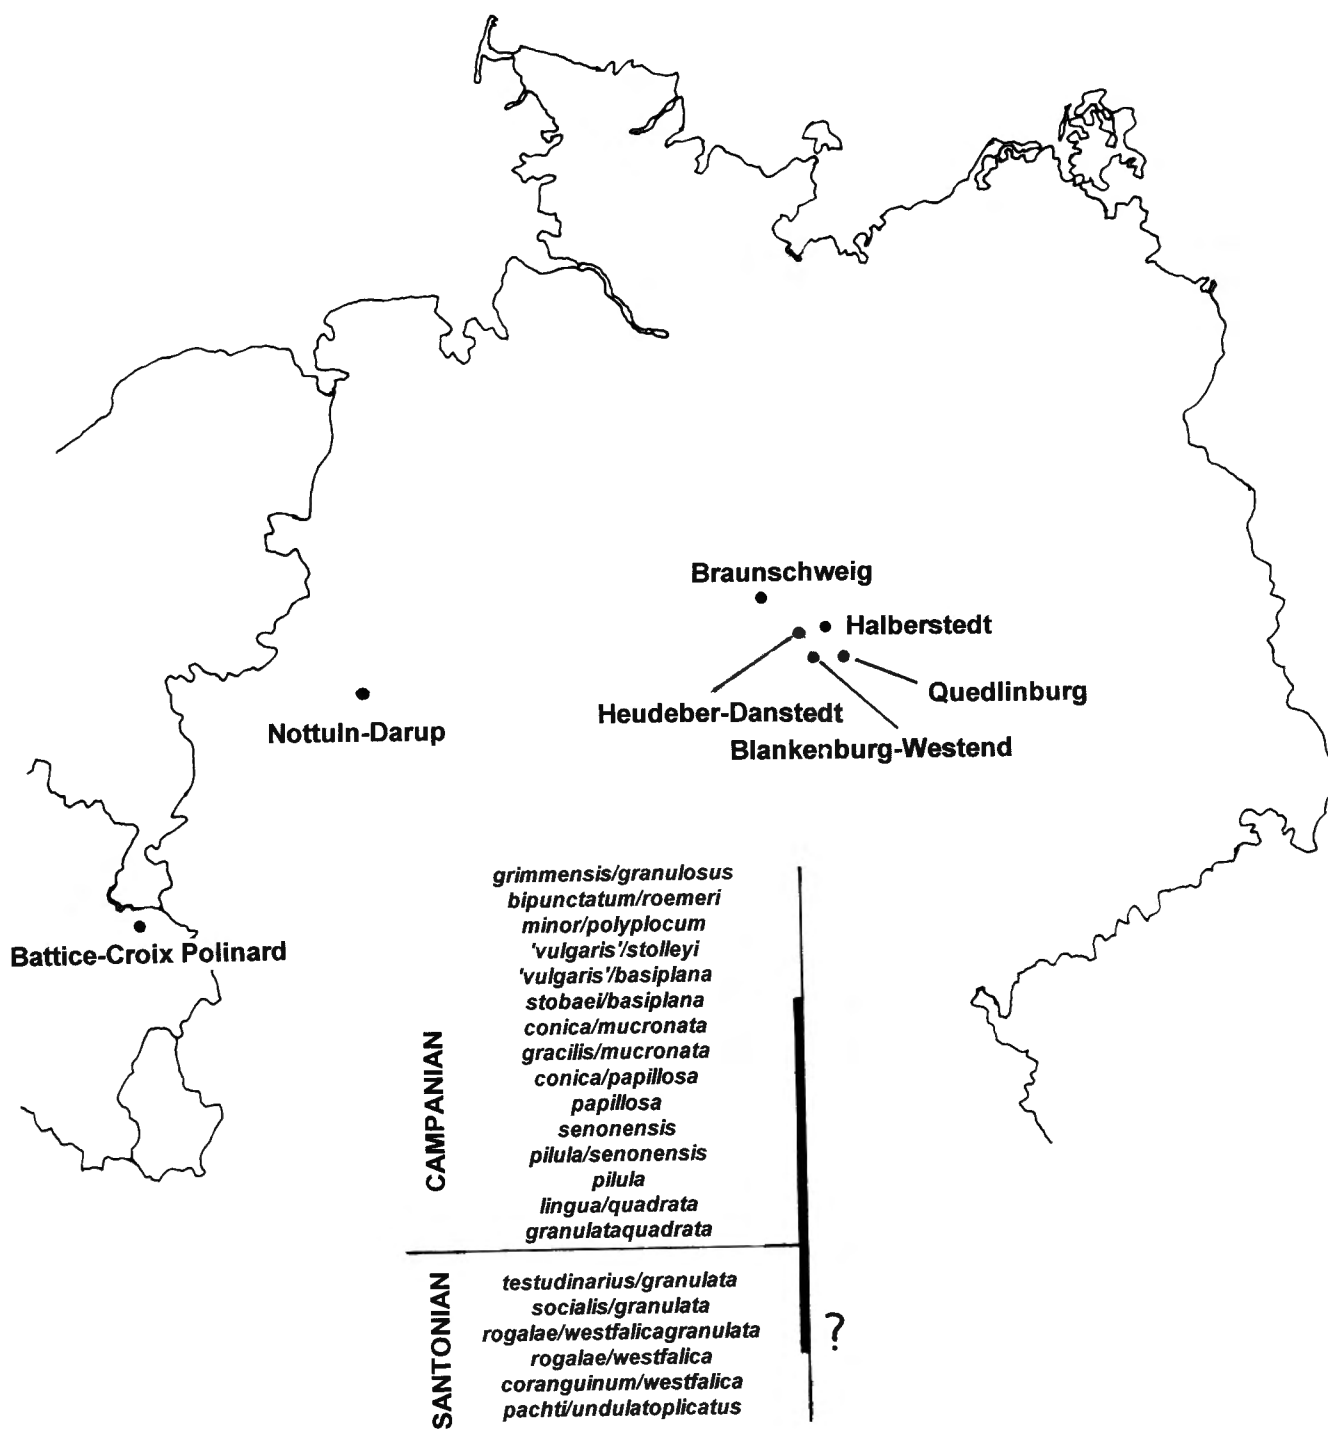 Braunschweig
Halberstedt
Quedlinburg
Heudeber-Danstedt
Blankenburg-Westend
Nottuln-Darup
Battice-Croix Polinard
CAMPANIAN
grimmensis/granulosus
bipunctatum/roemeri
minor/polyplocum
'vulgaris'/stolleyi
'vulgaris'/basiplana
stobaei/basiplana
conica/mucronata
gracilis/mucronata
conica/papillosa
papillosa
senonensis
pilula/senonensis
pilula
lingua/quadrata
granulataquadrata
SANTONIAN
testudinarius/granulata
socialis/granulata
rogalae/westfalicagranulata
rogalae/westfalica
coranguinum/westfalica
pachti/undulatoplicatus
?